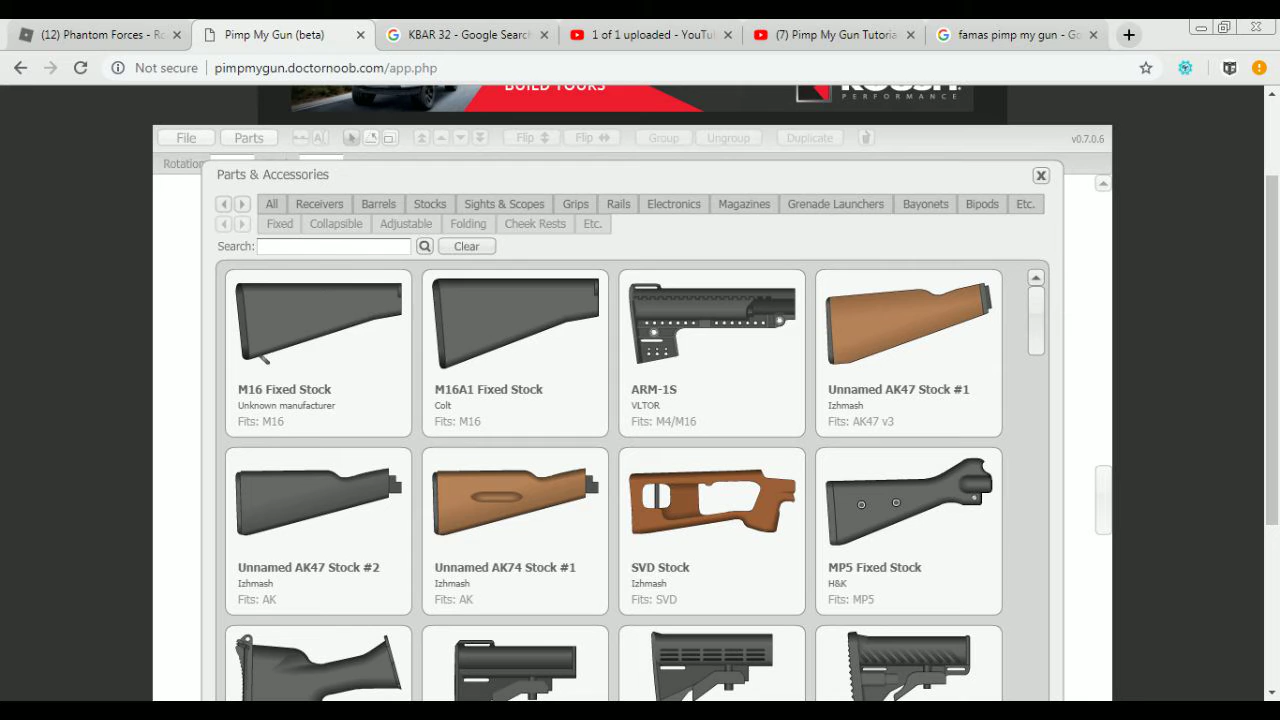 (12) Phantom Forces - Ro
Pimp My Gun (beta)
KBAR 32 - Google Search
1 of 1 uploaded - YouTu
(7) Pimp My Gun Tutoria
famas pimp my gun - Go
Not secure
pimpmygun.doctornoob.com/app.php
BUILD YOURS
ROUSH
PERFORMANCE
File Parts Flip Flip Group Ungroup Duplicate v0.7.0.6
Rotation
Parts & Accessories
All Receivers Barrels Stocks Sights & Scopes Grips Rails Electronics Magazines Grenade Launchers Bayonets Bipods Etc.
Fixed Collapsible Adjustable Folding Cheek Rests Etc.
Search: Clear
M16 Fixed Stock
Unknown manufacturer
Fits: M16
M16A1 Fixed Stock
Colt
Fits: M16
ARM-1S
VLTOR
Fits: M4/M16
Unnamed AK47 Stock #1
Izhmash
Fits: AK47 v3
Unnamed AK47 Stock #2
Izhmash
Fits: AK
Unnamed AK74 Stock #1
Izhmash
Fits: AK
SVD Stock
Izhmash
Fits: SVD
MP5 Fixed Stock
H&K
Fits: MP5